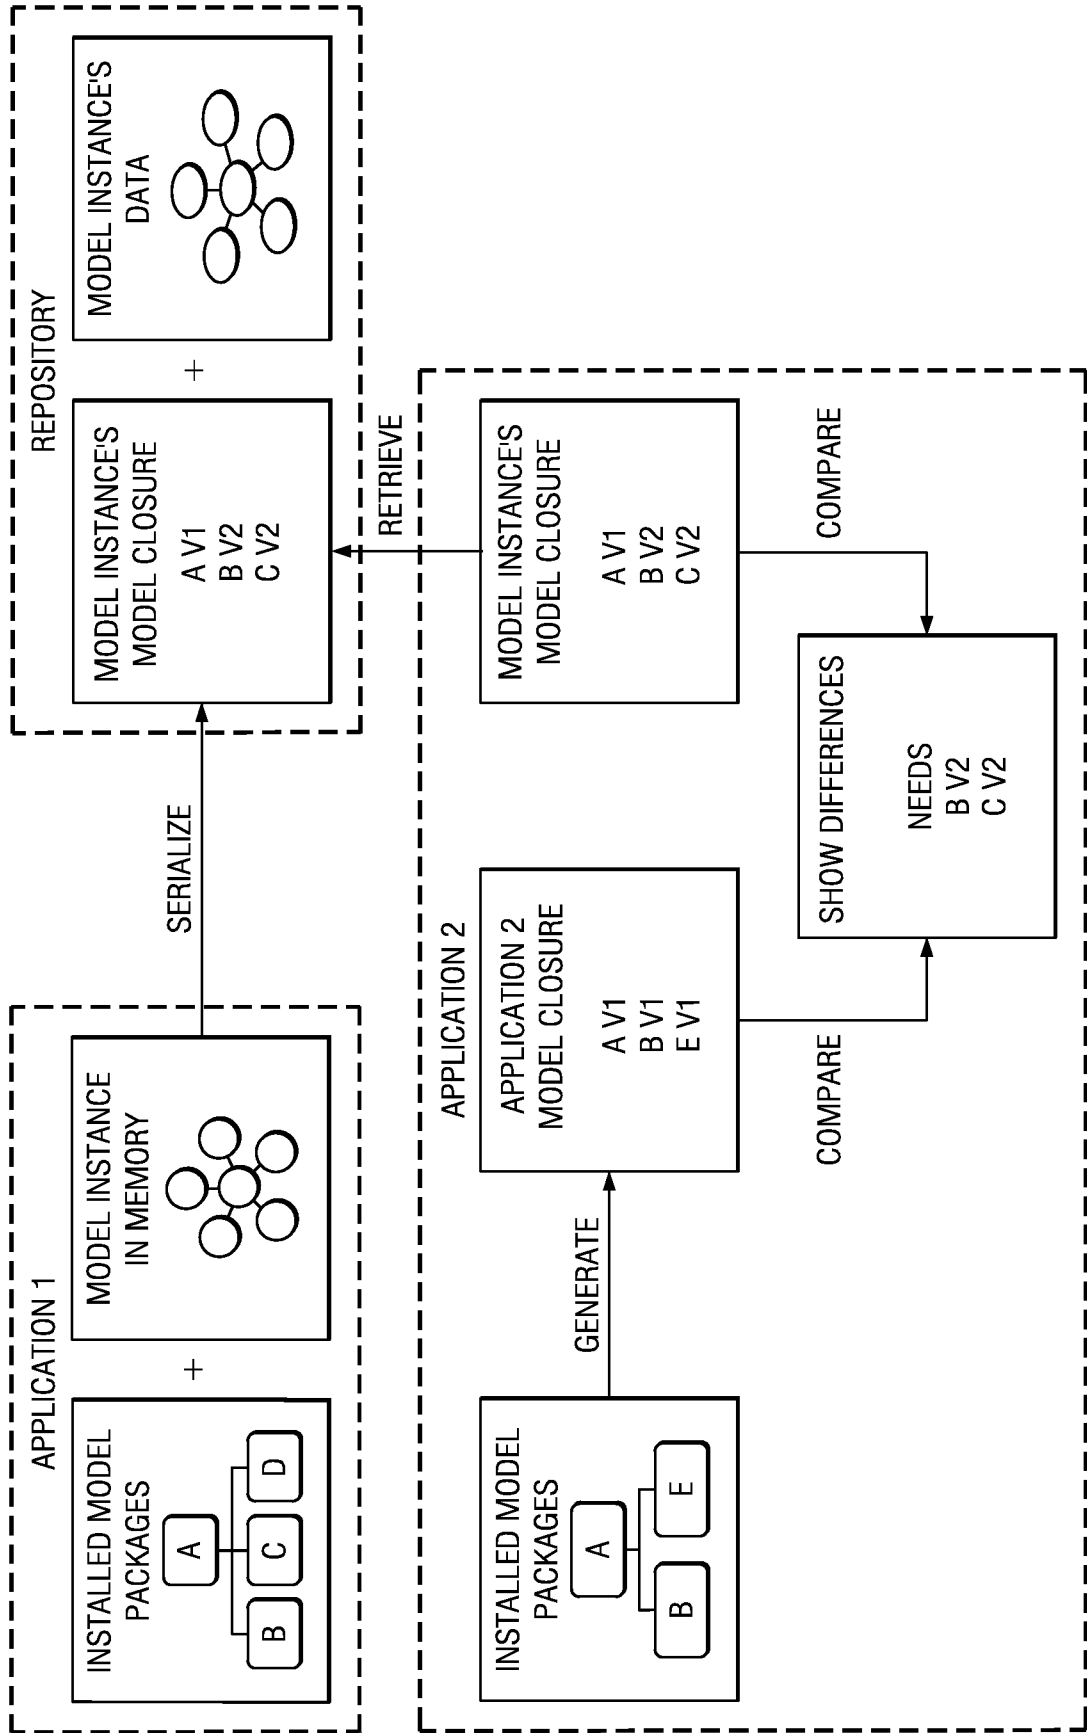 APPLICATION 1
INSTALLED MODEL
PACKAGES
A
B
C
D
+
MODEL INSTANCE
IN MEMORY
SERIALIZE
REPOSITORY
MODEL INSTANCE'S
MODEL CLOSURE
A V1
B V2
C V2
+
MODEL INSTANCE'S
DATA
RETRIEVE
APPLICATION 2
INSTALLED MODEL
PACKAGES
A
B
E
GENERATE
APPLICATION 2
MODEL CLOSURE
A V1
B V1
E V1
MODEL INSTANCE'S
MODEL CLOSURE
A V1
B V2
C V2
COMPARE
COMPARE
SHOW DIFFERENCES
NEEDS
B V2
C V2